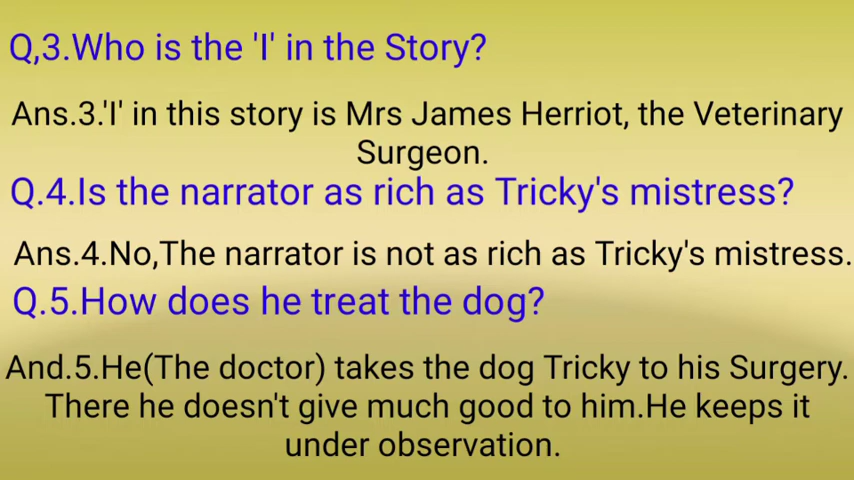 Q,3.Who is the 'I' in the Story?
Ans.3.'I' in this story is Mrs James Herriot, the Veterinary
Surgeon.
Q.4.Is the narrator as rich as Tricky's mistress?
Ans.4.No,The narrator is not as rich as Tricky's mistress.
Q.5.How does he treat the dog?
And.5.He(The doctor) takes the dog Tricky to his Surgery.
There he doesn't give much good to him.He keeps it
under observation.